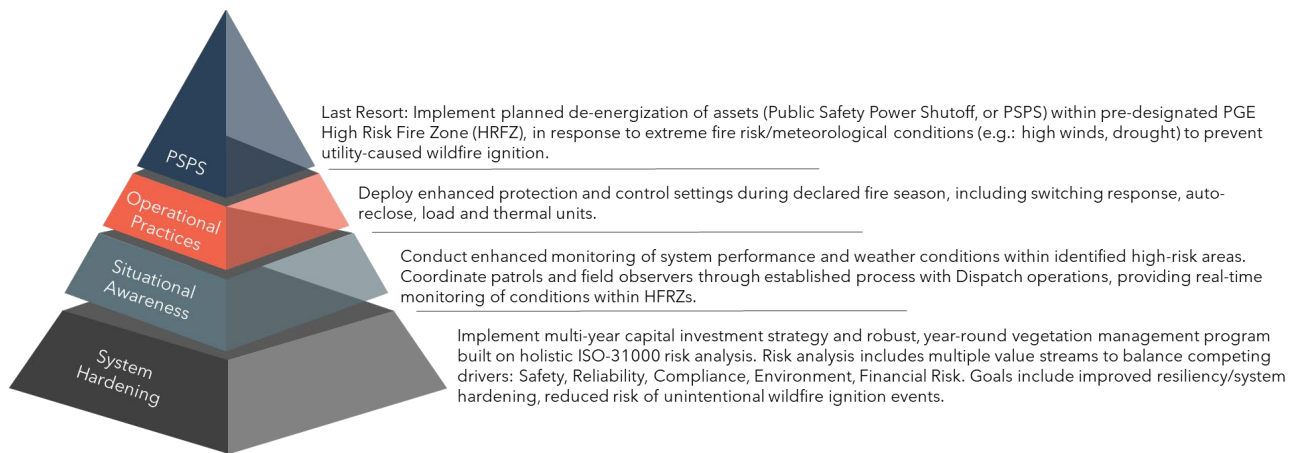 Last Resort: Implement planned de-energization of assets (Public Safety Power Shutoff, or PSPS) within pre-designated PGE
High Risk Fire Zone (HRFZ), in response to extreme fire risk/meteorological conditions (e.g.: high winds, drought) to prevent
utility-caused wildfire ignition.
PSPS
Deploy enhanced protection and control settings during declared fire season, including switching response, auto-
reclose, load and thermal units.
Operational
Practices
Conduct enhanced monitoring of system performance and weather conditions within identified high-risk areas.
Coordinate patrols and field observers through established process with Dispatch operations, providing real-time
monitoring of conditions within HFRZs.
Situational
Awareness
Implement multi-year capital investment strategy and robust, year-round vegetation management program
built on holistic ISO-31000 risk analysis. Risk analysis includes multiple value streams to balance competing
drivers: Safety, Reliability, Compliance, Environment, Financial Risk. Goals include improved resiliency/system
hardening, reduced risk of unintentional wildfire ignition events.
System
Hardening